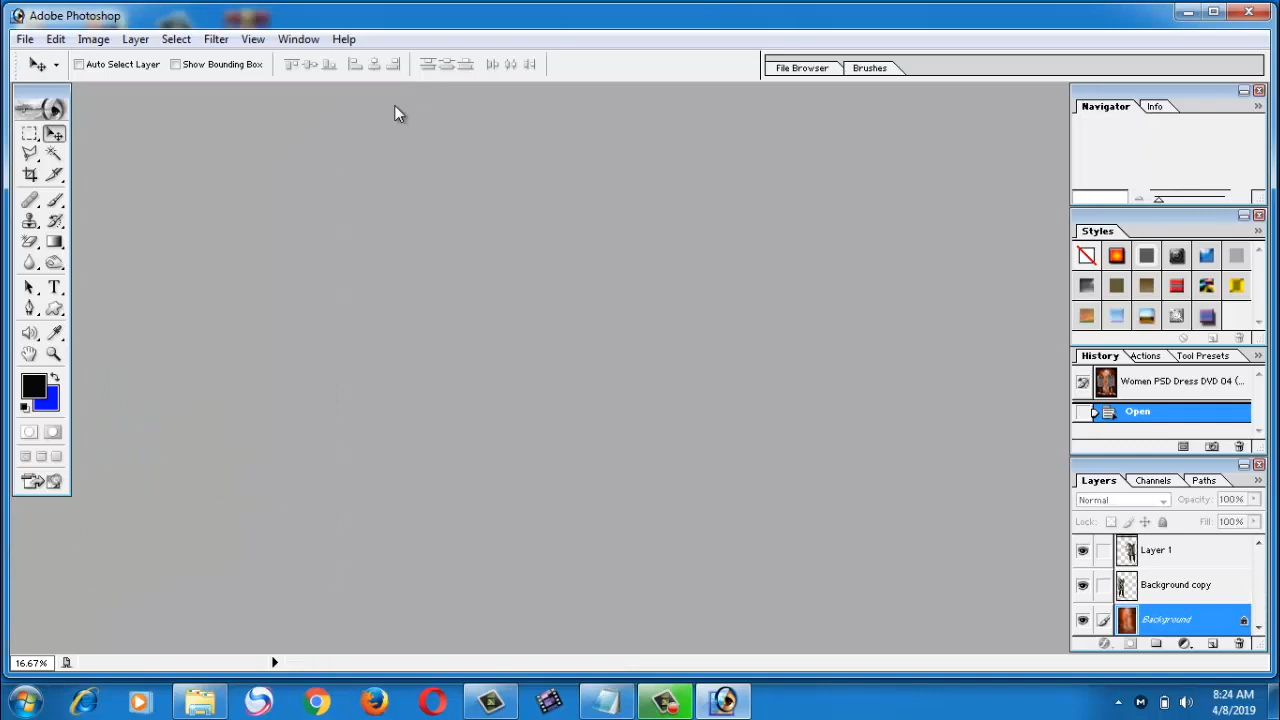 Adobe Photoshop
File Edit Image Layer Select Filter View Window Help
Auto Select Layer Show Bounding Box File Browser Brushes
Navigator Info
Styles
History Actions Tool Presets
Women PSD Dress DVD 04 (...
Open
Layers Channels Paths
Normal Opacity: 100%
Lock: Fill: 100%
Layer 1
Background copy
Background
16.67%
8:24 AM
4/8/2019